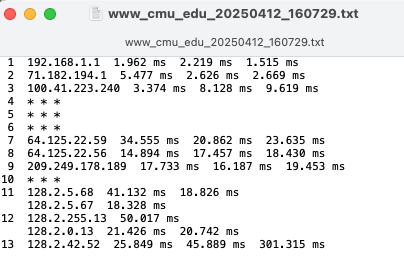 www_cmu_edu_20250412_160729.txt
www_cmu_edu_20250412_160729.txt
1 192.168.1.1 1.962 ms 2.219 ms 1.515 ms
2 71.182.194.1 5.477 ms 2.626 ms 2.669 ms
3 100.41.223.240 3.374 ms 8.128 ms 9.619 ms
4 * * *
5 * * *
6 * * *
7 64.125.22.59 34.555 ms 20.862 ms 23.635 ms
8 64.125.22.56 14.894 ms 17.457 ms 18.430 ms
9 209.249.178.189 17.733 ms 16.187 ms 19.453 ms
10 * * *
11 128.2.5.68 41.132 ms 18.826 ms
128.2.5.67 18.328 ms
12 128.2.255.13 50.017 ms
128.2.0.13 21.426 ms 20.742 ms
13 128.2.42.52 25.849 ms 45.889 ms 301.315 ms